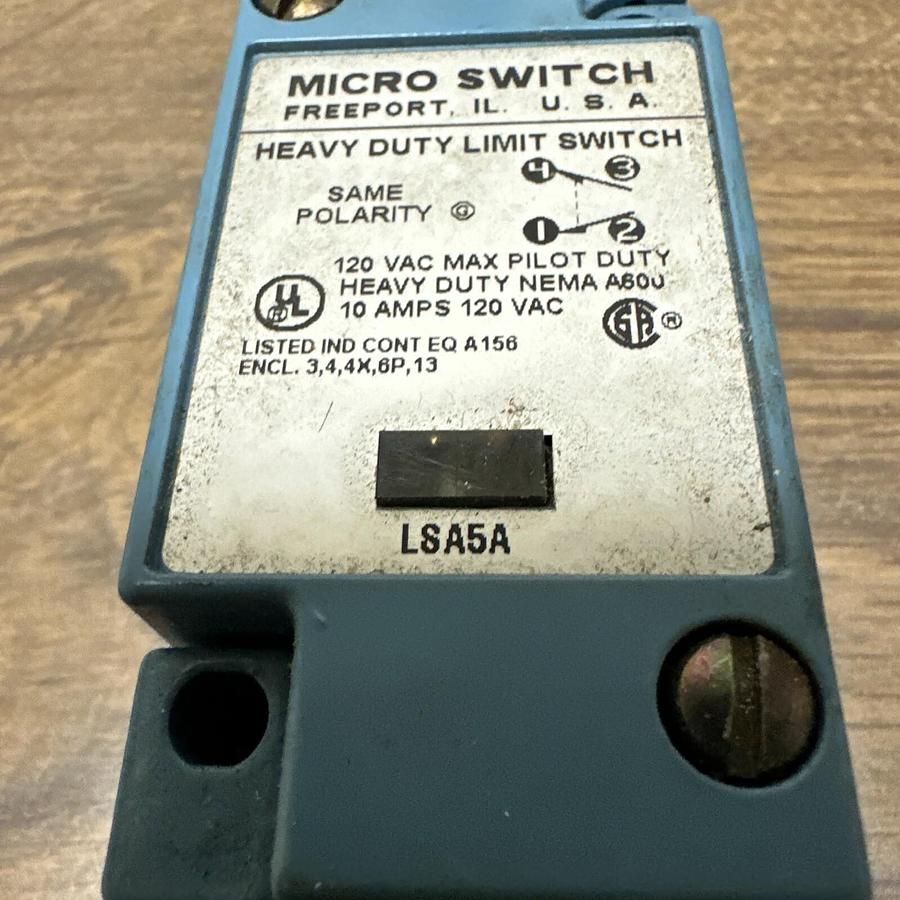 MICRO SWITCH
FREEPORT, IL. U. S. A.
HEAVY DUTY LIMIT SWITCH
4 3
SAME
POLARITY G
1 2
120 VAC MAX PILOT DUTY
HEAVY DUTY NEMA A600
UL ®
10 AMPS 120 VAC
SA ®
LISTED IND CONT EQ A156
ENCL. 3,4,4X,6P,13
LSA5A